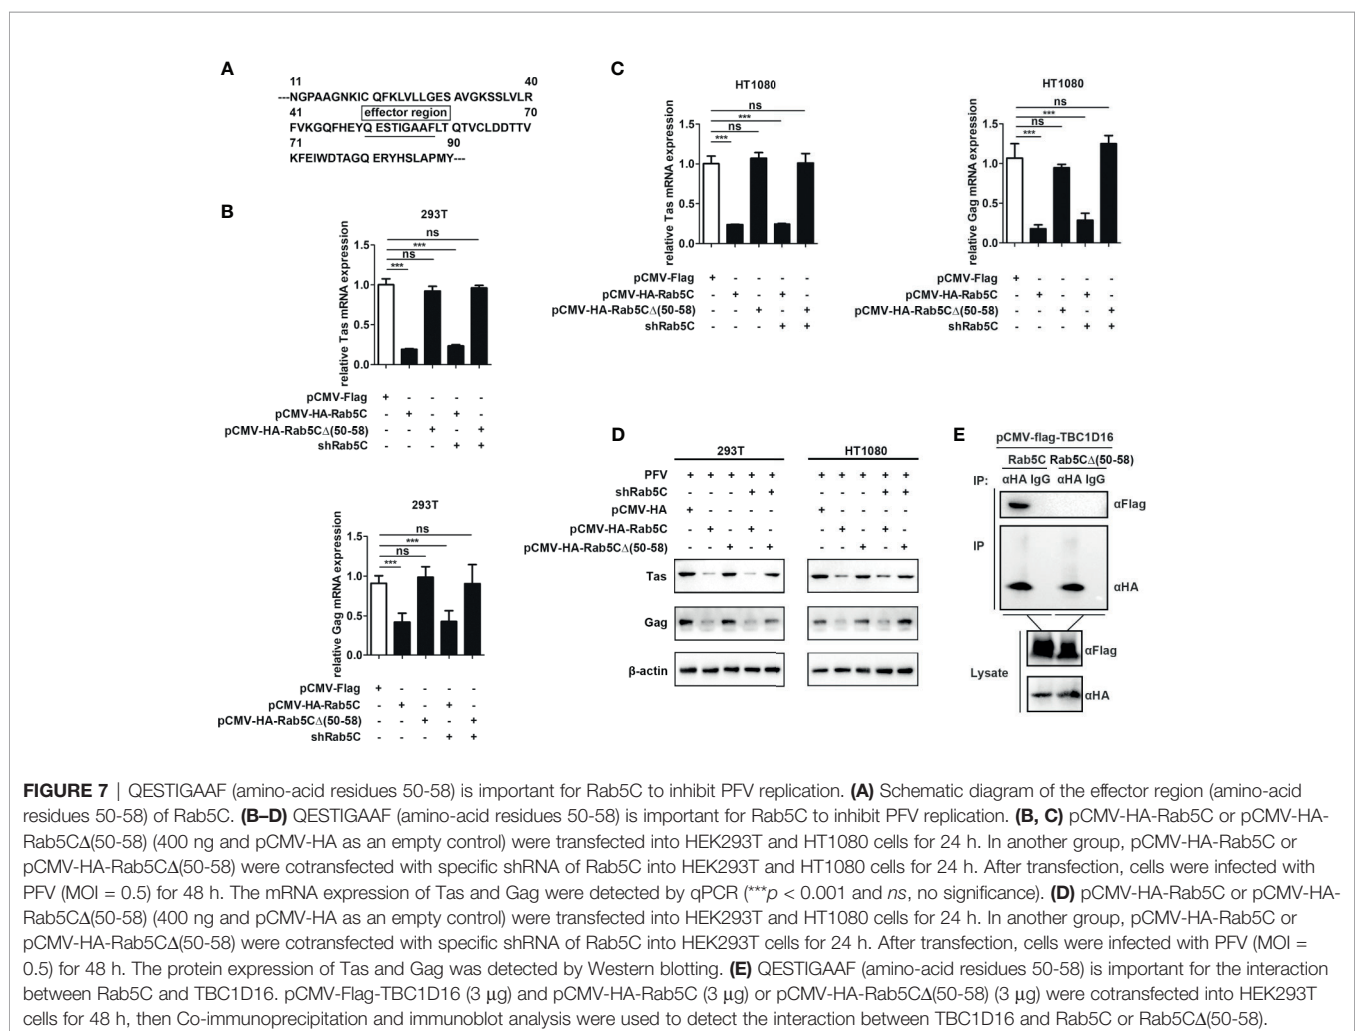 A
11 40
---NGPAAGNKIC QFKLVLLGES AVGKSSLVLR
41 effector region 70
FVKGQFHEYQ ESTIGAAFLT QTVCLDDTTV
71 90
KFEIWDTAGQ ERYHSLAPMY---
B
293T
relative Tas mRNA expression
1.5
1.0
0.5
0.0
ns
***
ns
***
pCMV-Flag + - - - -
pCMV-HA-Rab5C - + - + -
pCMV-HA-Rab5CΔ(50-58) - - + - +
shRab5C - - - + +
293T
relative Gag mRNA expression
1.5
1.0
0.5
0.0
ns
***
ns
***
pCMV-Flag + - - - -
pCMV-HA-Rab5C - + - + -
pCMV-HA-Rab5CΔ(50-58) - - + - +
shRab5C - - - + +
C
HT1080
relative Tas mRNA expression
1.5
1.0
0.5
0.0
ns
***
ns
***
pCMV-Flag + - - - -
pCMV-HA-Rab5C - + - + -
pCMV-HA-Rab5CΔ(50-58) - - + - +
shRab5C - - - + +
HT1080
relative Gag mRNA expression
1.5
1.0
0.5
0.0
ns
***
ns
***
pCMV-Flag + - - - -
pCMV-HA-Rab5C - + - + -
pCMV-HA-Rab5CΔ(50-58) - - + - +
shRab5C - - - + +
D
293T HT1080
PFV + + + + + + + + + +
shRab5C - - - + + - - - + +
pCMV-HA + - - - - + - - - -
pCMV-HA-Rab5C - + - + - - + - + -
pCMV-HA-Rab5CΔ(50-58) - - + - + - - + - +
Tas
Gag
β-actin
E
pCMV-flag-TBC1D16
Rab5C Rab5CΔ(50-58)
IP: αHA IgG αHA IgG
αFlag
IP
αHA
αFlag
Lysate
αHA
FIGURE 7 | QESTIGAAF (amino-acid residues 50-58) is important for Rab5C to inhibit PFV replication. (A) Schematic diagram of the effector region (amino-acid
residues 50-58) of Rab5C. (B–D) QESTIGAAF (amino-acid residues 50-58) is important for Rab5C to inhibit PFV replication. (B, C) pCMV-HA-Rab5C or pCMV-HA-
Rab5CΔ(50-58) (400 ng and pCMV-HA as an empty control) were transfected into HEK293T and HT1080 cells for 24 h. In another group, pCMV-HA-Rab5C or
pCMV-HA-Rab5CΔ(50-58) were cotransfected with specific shRNA of Rab5C into HEK293T and HT1080 cells for 24 h. After transfection, cells were infected with
PFV (MOI = 0.5) for 48 h. The mRNA expression of Tas and Gag were detected by qPCR (***p < 0.001 and ns, no significance). (D) pCMV-HA-Rab5C or pCMV-HA-
Rab5CΔ(50-58) (400 ng and pCMV-HA as an empty control) were transfected into HEK293T and HT1080 cells for 24 h. In another group, pCMV-HA-Rab5C or
pCMV-HA-Rab5CΔ(50-58) were cotransfected with specific shRNA of Rab5C into HEK293T cells for 24 h. After transfection, cells were infected with PFV (MOI =
0.5) for 48 h. The protein expression of Tas and Gag was detected by Western blotting. (E) QESTIGAAF (amino-acid residues 50-58) is important for the interaction
between Rab5C and TBC1D16. pCMV-Flag-TBC1D16 (3 μg) and pCMV-HA-Rab5C (3 μg) or pCMV-HA-Rab5CΔ(50-58) (3 μg) were cotransfected into HEK293T
cells for 48 h, then Co-immunoprecipitation and immunoblot analysis were used to detect the interaction between TBC1D16 and Rab5C or Rab5CΔ(50-58).